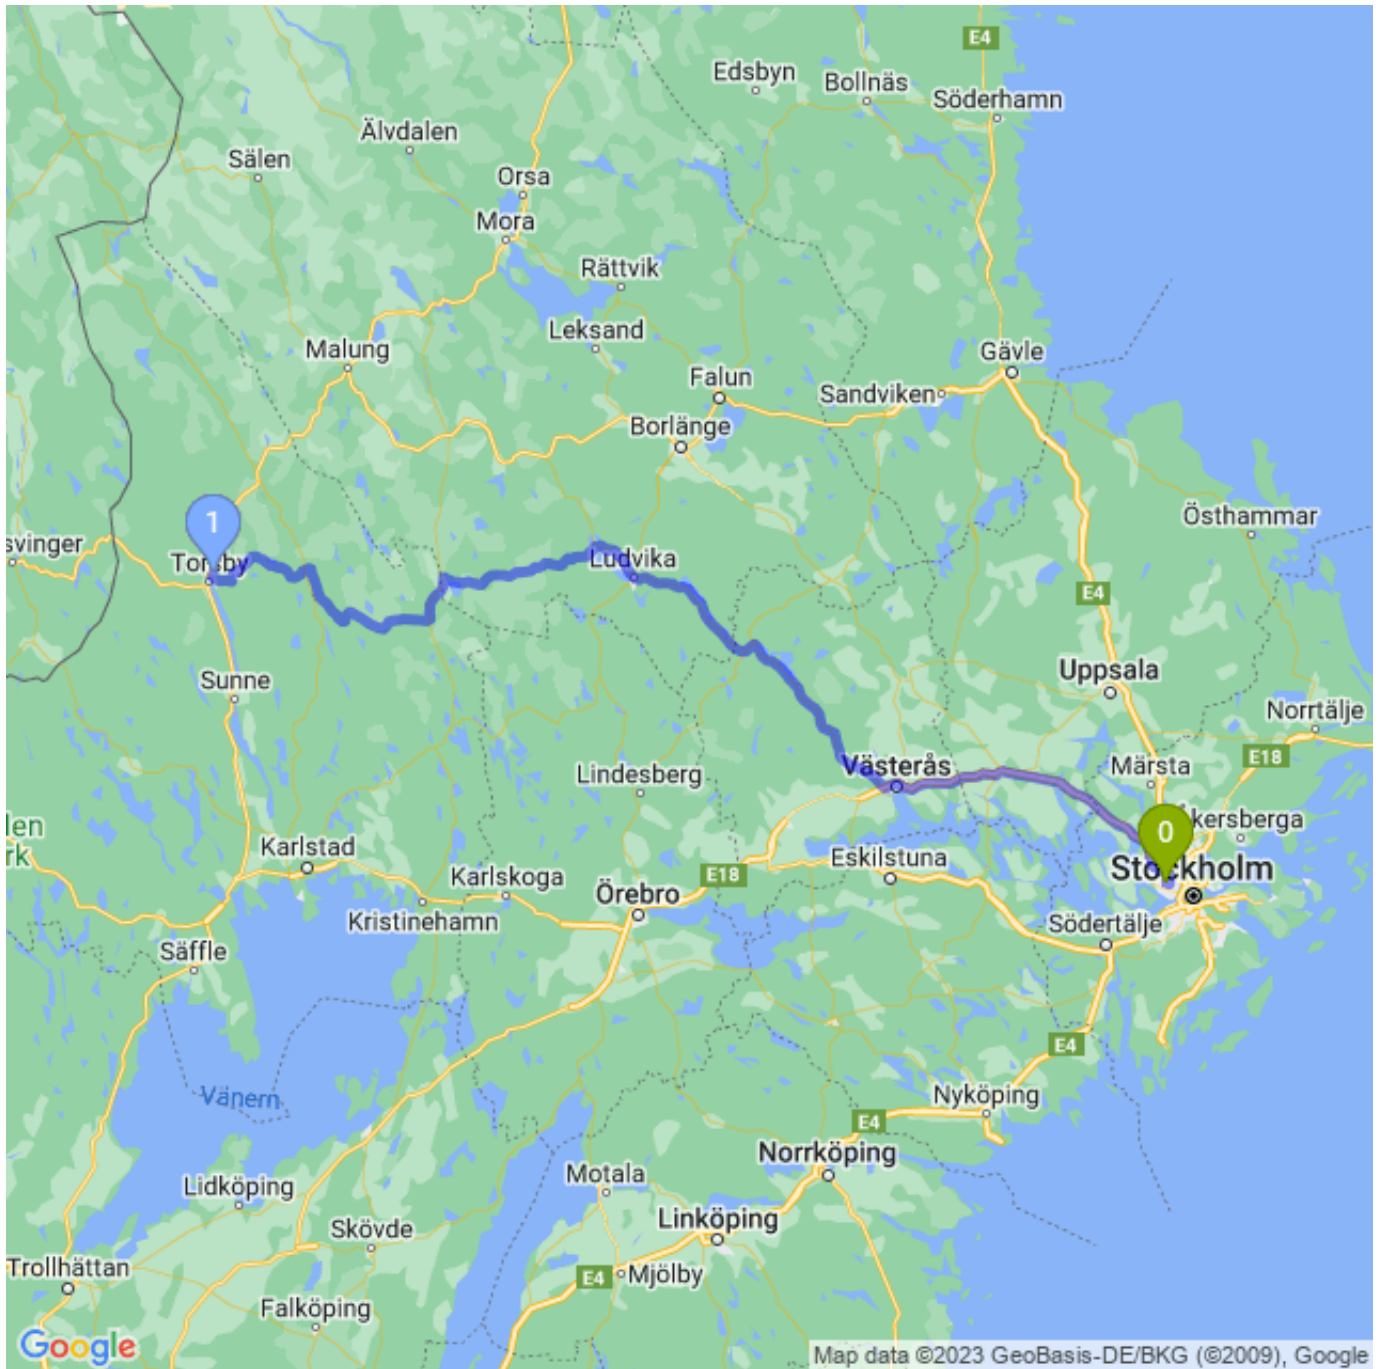 E4
Edsbyn
Bollnäs
Söderhamn
Älvdalen
Sälen
Orsa
Mora
Rättvik
Leksand
Malung
Gävle
Falun
Sandviken
Borlänge
1
Östhammar
svinger
Torsby
Ludvika
E4
Uppsala
Sunne
Norrtälje
E18
Västerås
Märsta
Lindesberg
0
kersberga
len
rk
Karlstad
Eskilstuna
Stockholm
Karlskoga
E18
Örebro
Kristinehamn
Södertälje
Säffle
E4
Vänern
Nyköping
E4
Norrköping
Motala
Lidköping
Linköping
Skövde
Trollhättan
E4
Mjölby
Falköping
Google
Map data ©2023 GeoBasis-DE/BKG (©2009), Google